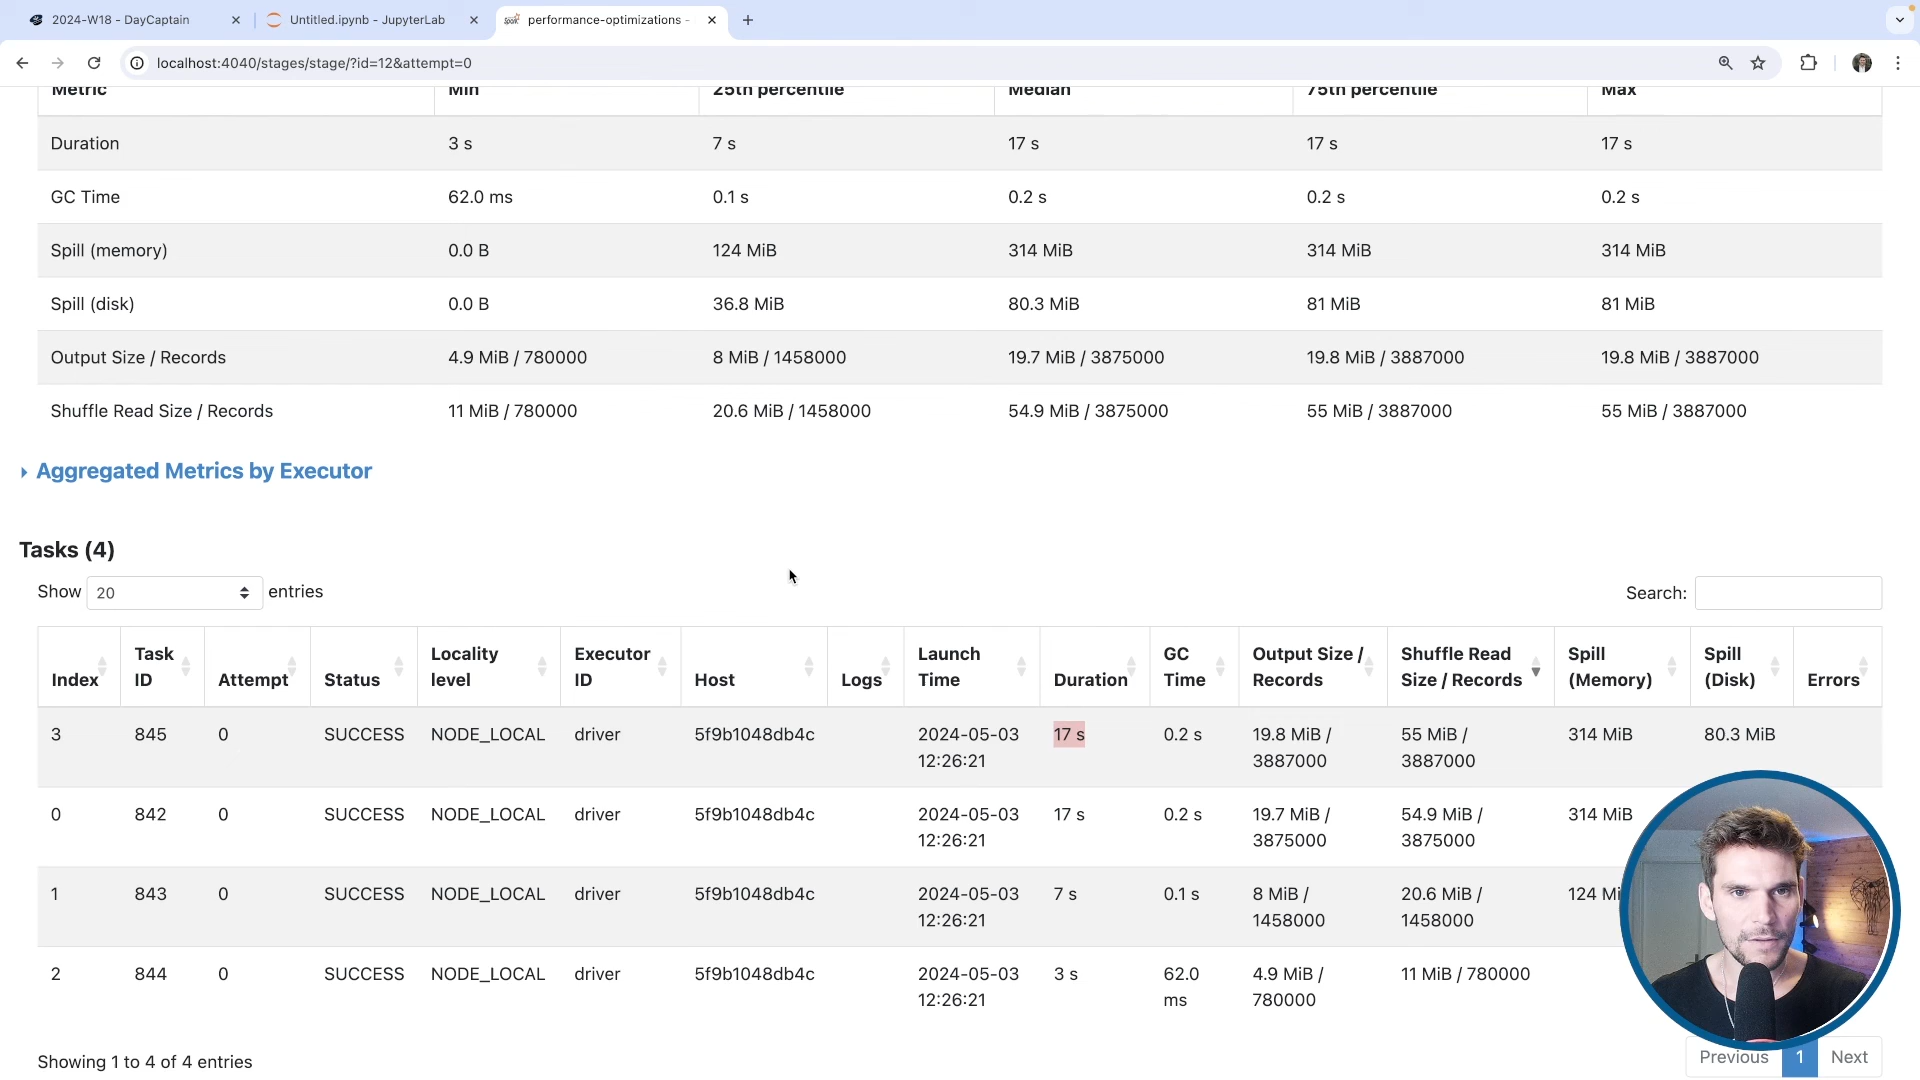 2024-W18 - DayCaptain
Untitled.ipynb - JupyterLab
performance-optimizations -
localhost:4040/stages/stage/?id=12&attempt=0
Metric Min 25th percentile Median 75th percentile Max
Duration 3 s 7 s 17 s 17 s 17 s
GC Time 62.0 ms 0.1 s 0.2 s 0.2 s 0.2 s
Spill (memory) 0.0 B 124 MiB 314 MiB 314 MiB 314 MiB
Spill (disk) 0.0 B 36.8 MiB 80.3 MiB 81 MiB 81 MiB
Output Size / Records 4.9 MiB / 780000 8 MiB / 1458000 19.7 MiB / 3875000 19.8 MiB / 3887000 19.8 MiB / 3887000
Shuffle Read Size / Records 11 MiB / 780000 20.6 MiB / 1458000 54.9 MiB / 3875000 55 MiB / 3887000 55 MiB / 3887000
Aggregated Metrics by Executor
Tasks (4)
Show 20 entries Search:
Index Task ID Attempt Status Locality level Executor ID Host Logs Launch Time Duration GC Time Output Size / Records Shuffle Read Size / Records Spill (Memory) Spill (Disk) Errors
3 845 0 SUCCESS NODE_LOCAL driver 5f9b1048db4c 2024-05-03 12:26:21 17 s 0.2 s 19.8 MiB / 3887000 55 MiB / 3887000 314 MiB 80.3 MiB
0 842 0 SUCCESS NODE_LOCAL driver 5f9b1048db4c 2024-05-03 12:26:21 17 s 0.2 s 19.7 MiB / 3875000 54.9 MiB / 3875000 314 MiB
1 843 0 SUCCESS NODE_LOCAL driver 5f9b1048db4c 2024-05-03 12:26:21 7 s 0.1 s 8 MiB / 1458000 20.6 MiB / 1458000 124 Mi
2 844 0 SUCCESS NODE_LOCAL driver 5f9b1048db4c 2024-05-03 12:26:21 3 s 62.0 ms 4.9 MiB / 780000 11 MiB / 780000
Showing 1 to 4 of 4 entries
Previous 1 Next